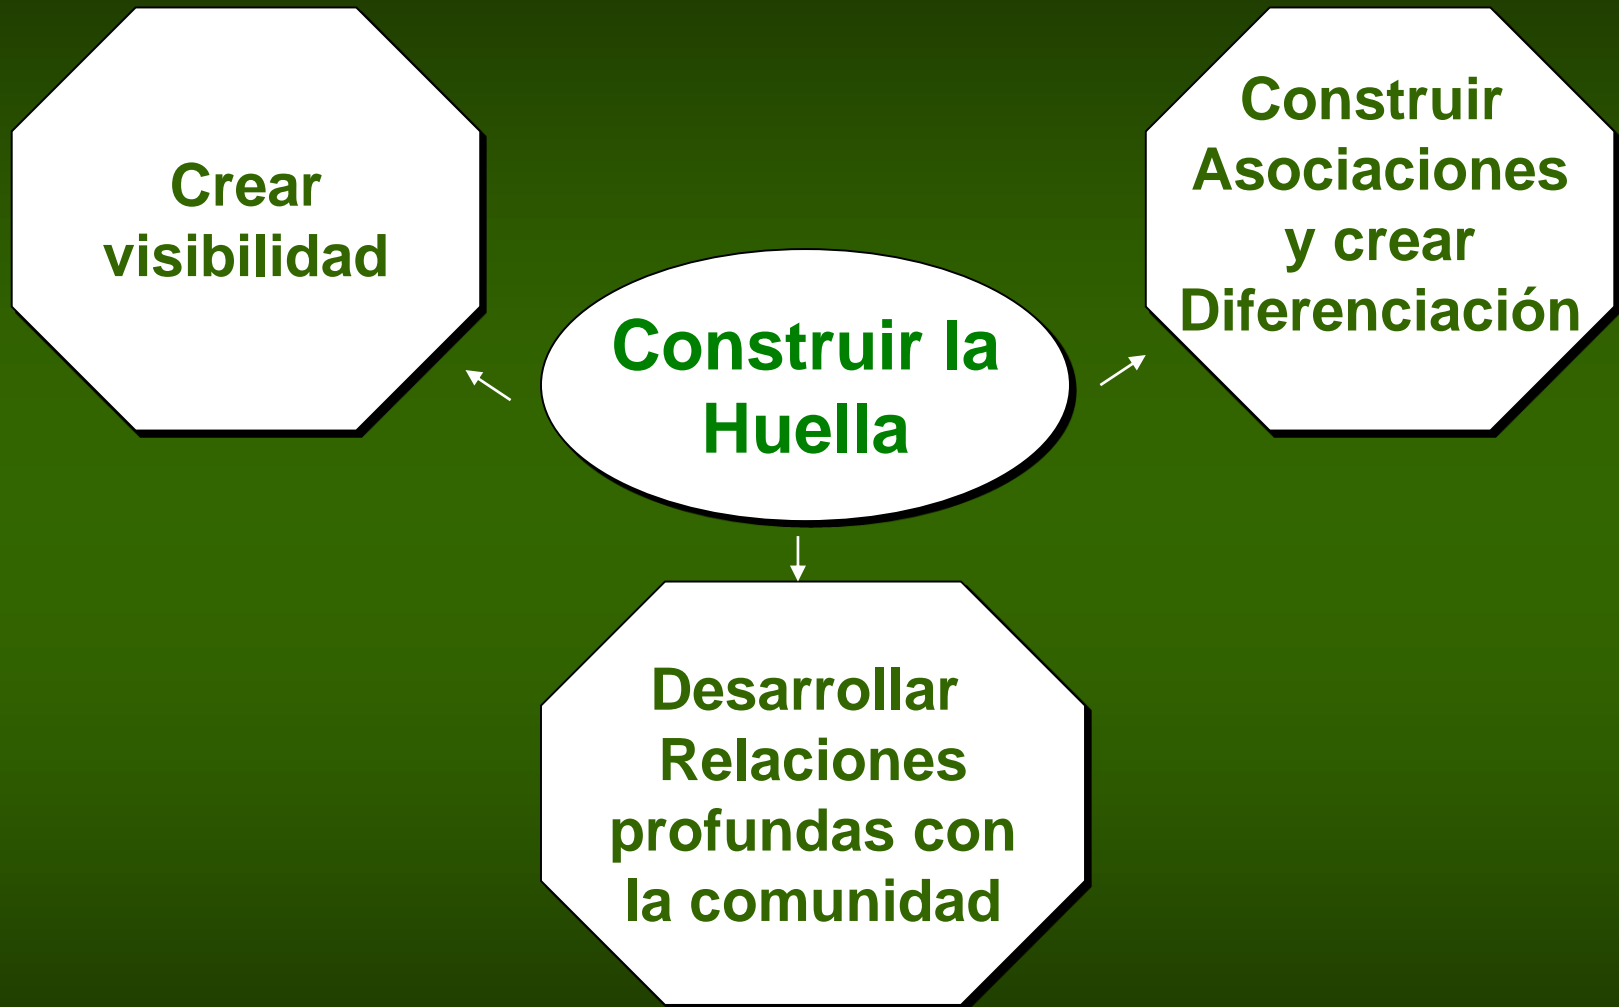 Crear
visibilidad
Construir
Asociaciones
y crear
Diferenciación
Construir la
Huella
Desarrollar
Relaciones
profundas con
la comunidad